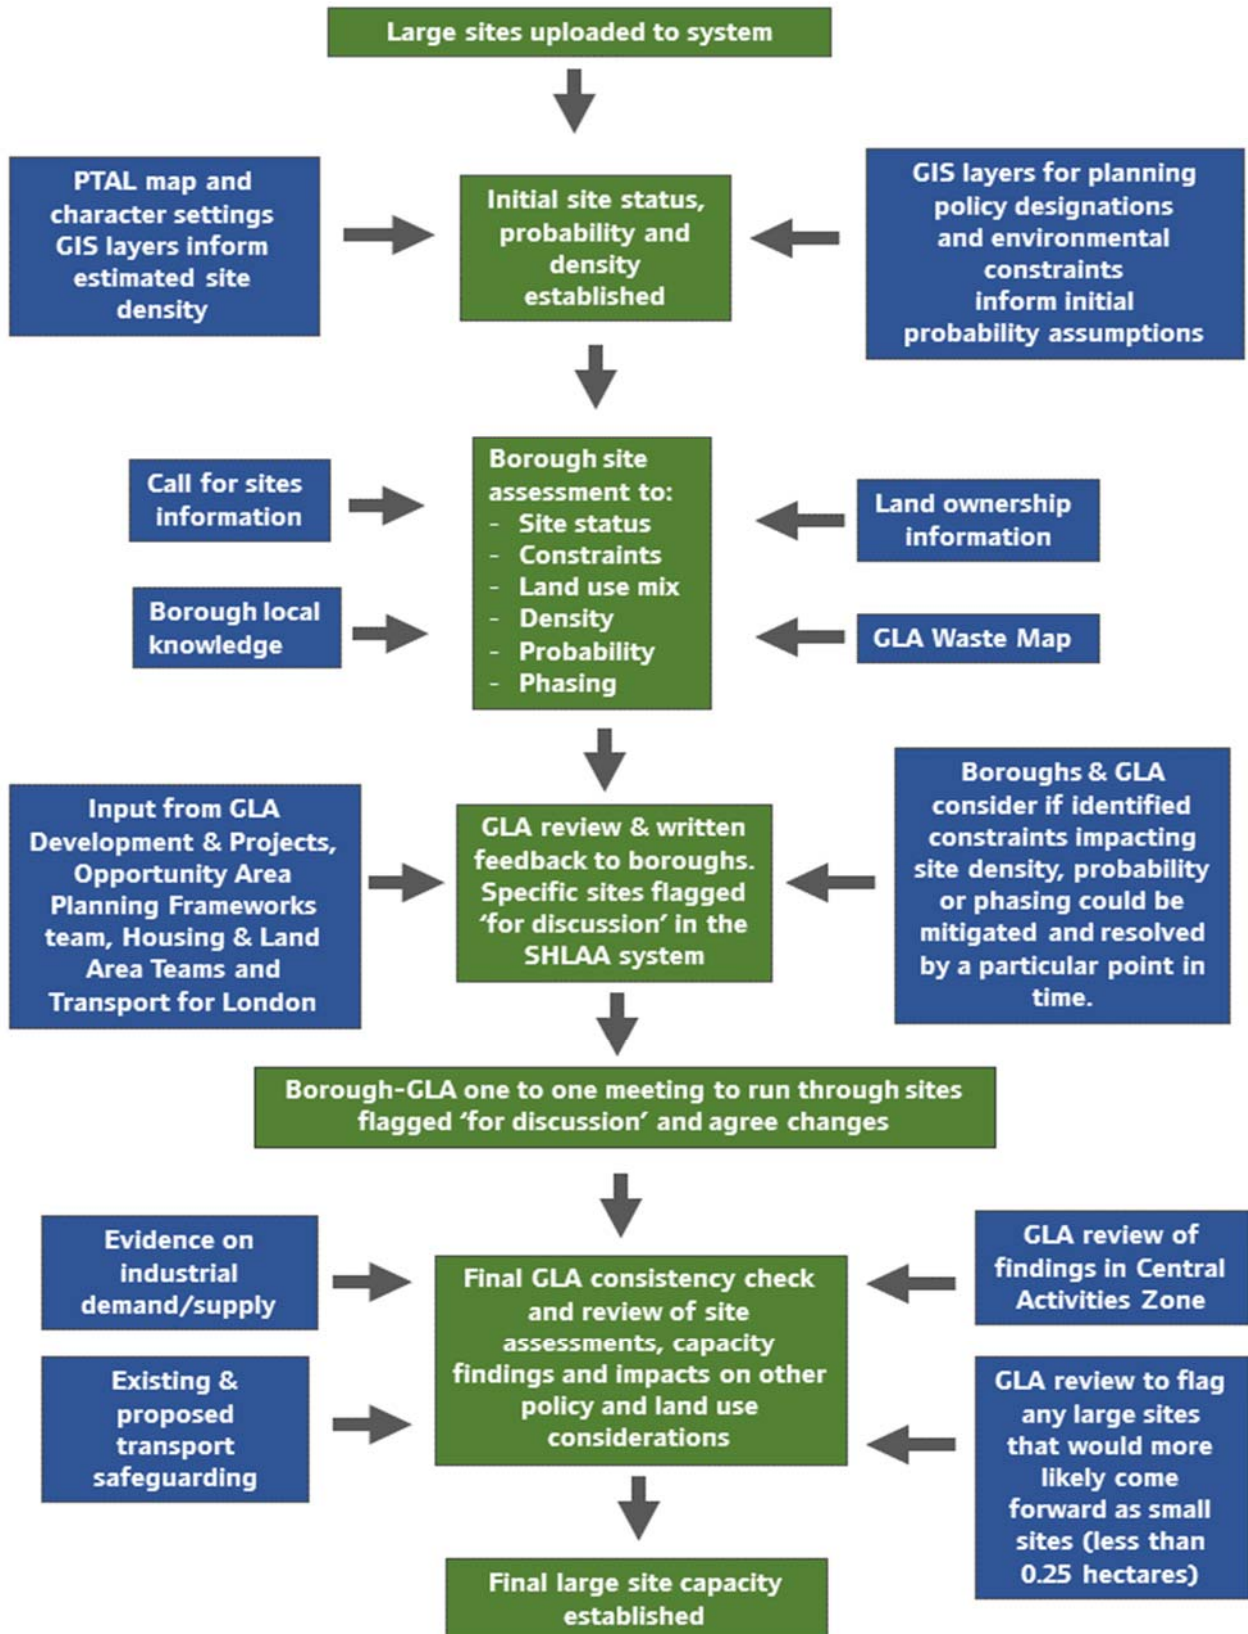 Large sites uploaded to system
PTAL map and
character settings
GIS layers inform
estimated site
density
Initial site status,
probability and
density
established
GIS layers for planning
policy designations
and environmental
constraints
inform initial
probability assumptions
Call for sites
information
Borough local
knowledge
Borough site
assessment to:
- Site status
- Constraints
- Land use mix
- Density
- Probability
- Phasing
Land ownership
information
GLA Waste Map
Input from GLA
Development & Projects,
Opportunity Area
Planning Frameworks
team, Housing & Land
Area Teams and
Transport for London
GLA review & written
feedback to boroughs.
Specific sites flagged
‘for discussion’ in the
SHLAA system
Boroughs & GLA
consider if identified
constraints impacting
site density, probability
or phasing could be
mitigated and resolved
by a particular point in
time.
Borough-GLA one to one meeting to run through sites
flagged ‘for discussion’ and agree changes
Evidence on
industrial
demand/supply
Existing &
proposed
transport
safeguarding
Final GLA consistency check
and review of site
assessments, capacity
findings and impacts on other
policy and land use
considerations
GLA review of
findings in Central
Activities Zone
GLA review to flag
any large sites
that would more
likely come
forward as small
sites (less than
0.25 hectares)
Final large site capacity
established